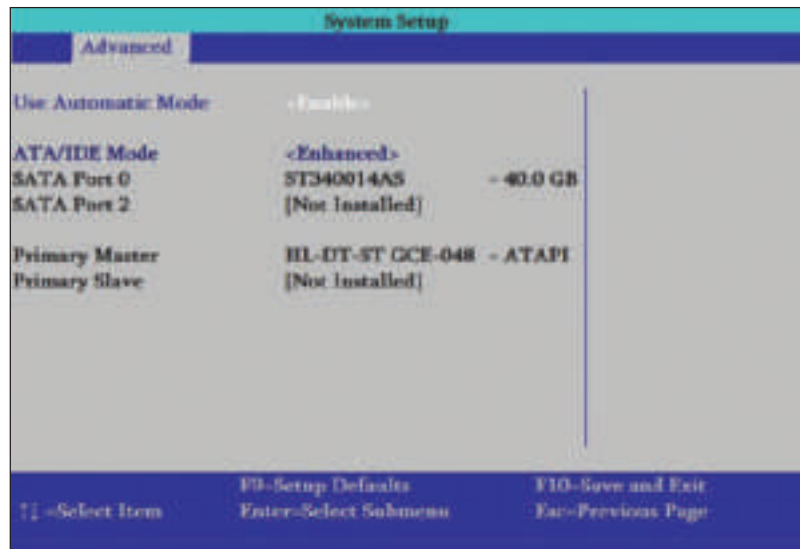 System Setup
Advanced
Use Automatic Mode <Enable>
ATA/IDE Mode <Enhanced>
SATA Port 0 ST340014AS - 40.0 GB
SATA Port 2 [Not Installed]
Primary Master HL-DT-ST GCE-048 - ATAPI
Primary Slave [Not Installed]
F9-Setup Defaults F10-Save and Exit
↑↓ -Select Item Enter-Select Submenu Esc-Previous Page